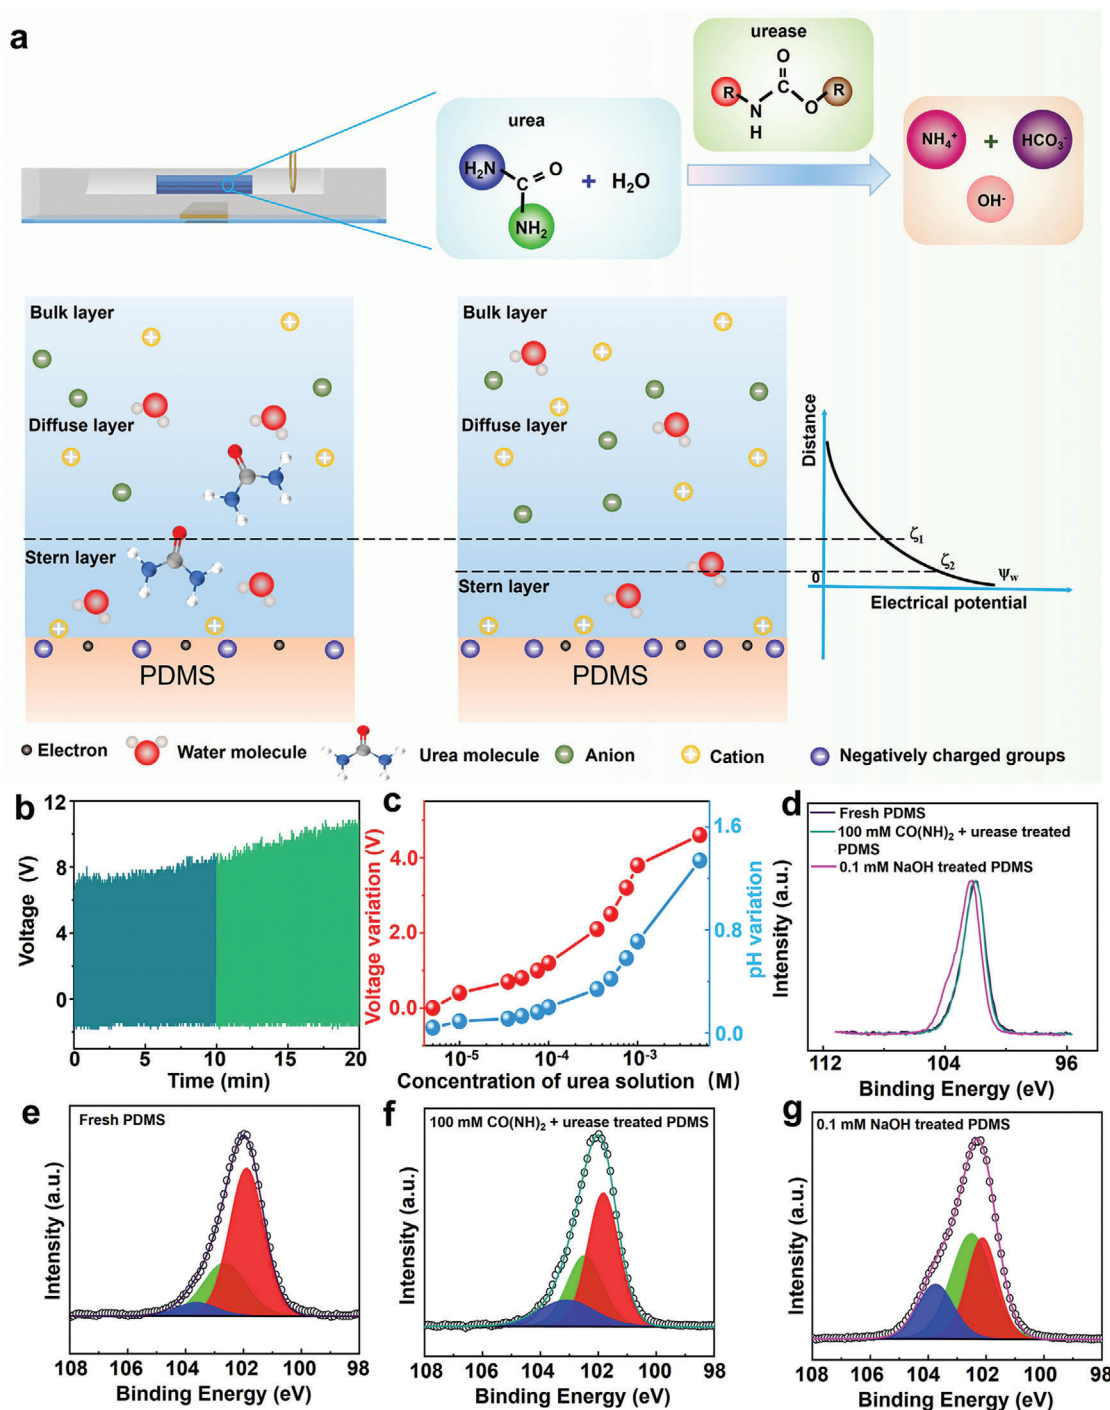 a
urease
O
C
R
R
N
O
H
urea
H₂N
O
C
+ H₂O
NH₂
NH₄⁺
+
HCO₃⁻
OH⁻
Bulk layer
Diffuse layer
Stern layer
PDMS
Bulk layer
Diffuse layer
Stern layer
PDMS
Distance
ζ₁
ζ₂
ψw
0
Electrical potential
Electron
Water molecule
Urea molecule
Anion
Cation
Negatively charged groups
b
Voltage (V)
12
8
4
0
0
5
10
15
20
Time (min)
c
Voltage variation (V)
4.0
2.0
0.0
pH variation
1.6
0.8
0.0
10⁻⁵
10⁻⁴
10⁻³
Concentration of urea solution (M)
d
Fresh PDMS
100 mM CO(NH)₂ + urease treated
PDMS
0.1 mM NaOH treated PDMS
Intensity (a.u.)
112
104
96
Binding Energy (eV)
e
Fresh PDMS
Intensity (a.u.)
108 106 104 102 100 98
Binding Energy (eV)
f
100 mM CO(NH)₂ + urease treated PDMS
Intensity (a.u.)
108 106 104 102 100 98
Binding Energy (eV)
g
0.1 mM NaOH treated PDMS
Intensity (a.u.)
108 106 104 102 100 98
Binding Energy (eV)